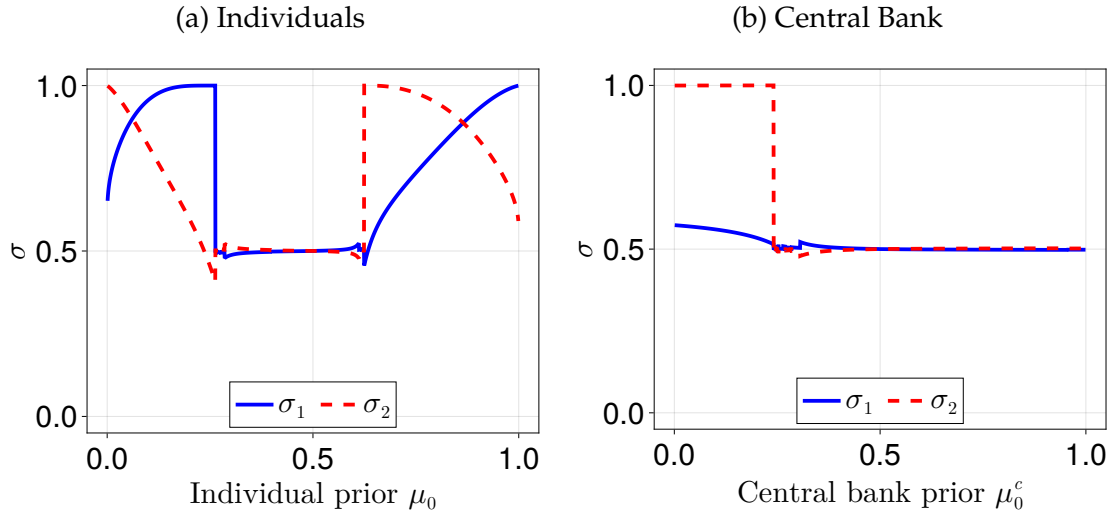 (a) Individuals
1.0
0.5
0.0
σ
σ₁ σ₂
0.0 0.5 1.0
Individual prior μ₀
(b) Central Bank
1.0
0.5
0.0
σ
σ₁ σ₂
0.0 0.5 1.0
Central bank prior μ₀ᶜ